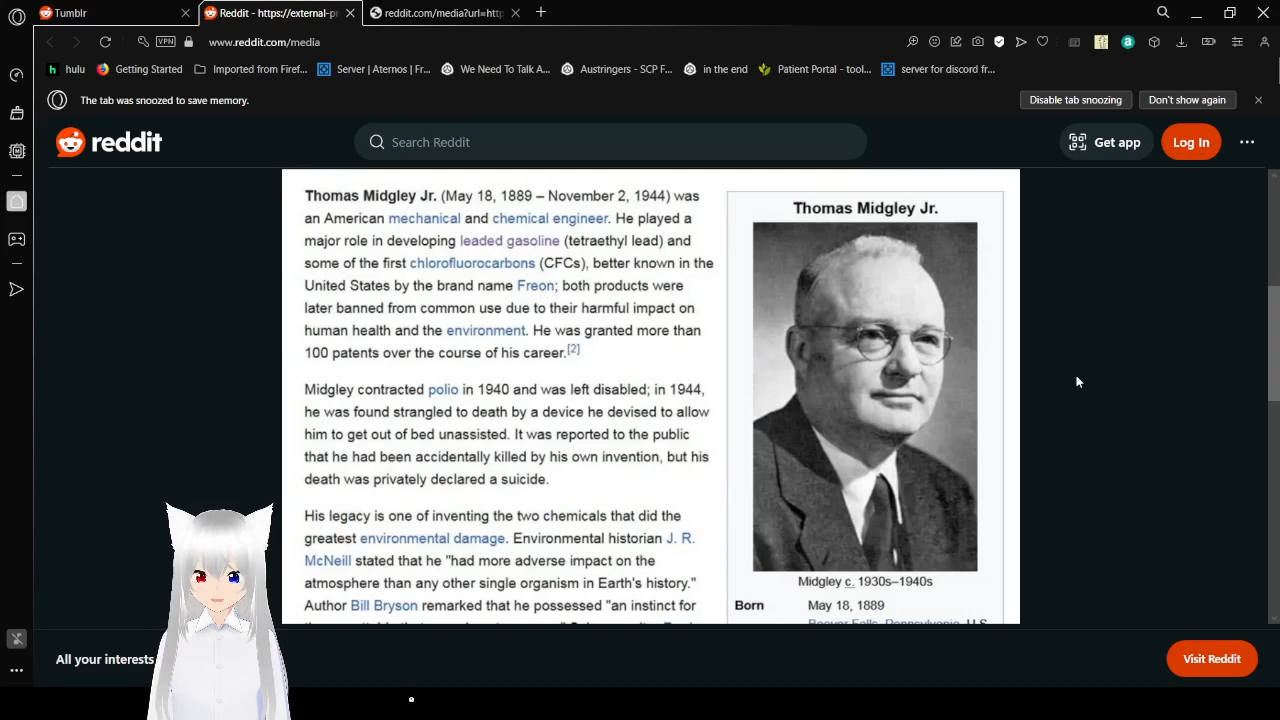 Tumblr
Reddit - https://external-pr
reddit.com/media?url=http
VPN
www.reddit.com/media
hulu
Getting Started
Imported from Firef...
Server | Aternos | Fr...
We Need To Talk A...
Austringers - SCP F...
in the end
Patient Portal - tool...
server for discord fr...
The tab was snoozed to save memory.
Disable tab snoozing
Don't show again
reddit
Search Reddit
Get app
Log In
Thomas Midgley Jr. (May 18, 1889 – November 2, 1944) was
an American mechanical and chemical engineer. He played a
major role in developing leaded gasoline (tetraethyl lead) and
some of the first chlorofluorocarbons (CFCs), better known in the
United States by the brand name Freon; both products were
later banned from common use due to their harmful impact on
human health and the environment. He was granted more than
100 patents over the course of his career.[2]
Midgley contracted polio in 1940 and was left disabled; in 1944,
he was found strangled to death by a device he devised to allow
him to get out of bed unassisted. It was reported to the public
that he had been accidentally killed by his own invention, but his
death was privately declared a suicide.
His legacy is one of inventing the two chemicals that did the
greatest environmental damage. Environmental historian J. R.
McNeill stated that he "had more adverse impact on the
atmosphere than any other single organism in Earth's history."
Author Bill Bryson remarked that he possessed "an instinct for
Thomas Midgley Jr.
Midgley c. 1930s–1940s
Born May 18, 1889
Beaver Falls, Pennsylvania, U.S.
All your interests
Visit Reddit